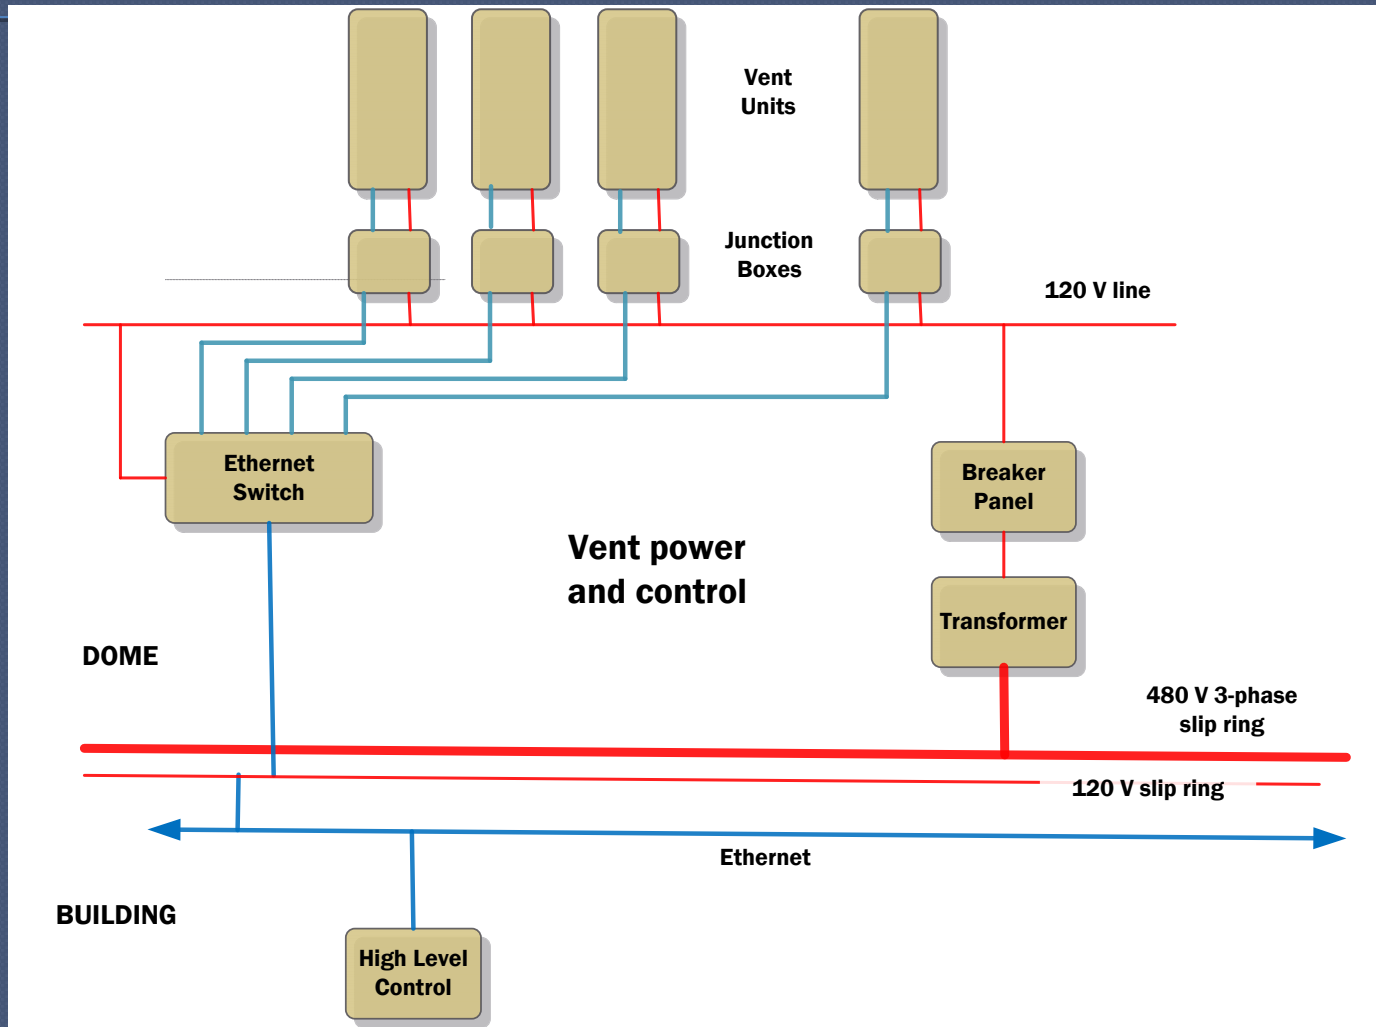 Vent
Units
Junction
Boxes
120 V line
Ethernet
Switch
Breaker
Panel
Vent power
and control
Transformer
DOME
480 V 3-phase
slip ring
120 V slip ring
Ethernet
BUILDING
High Level
Control